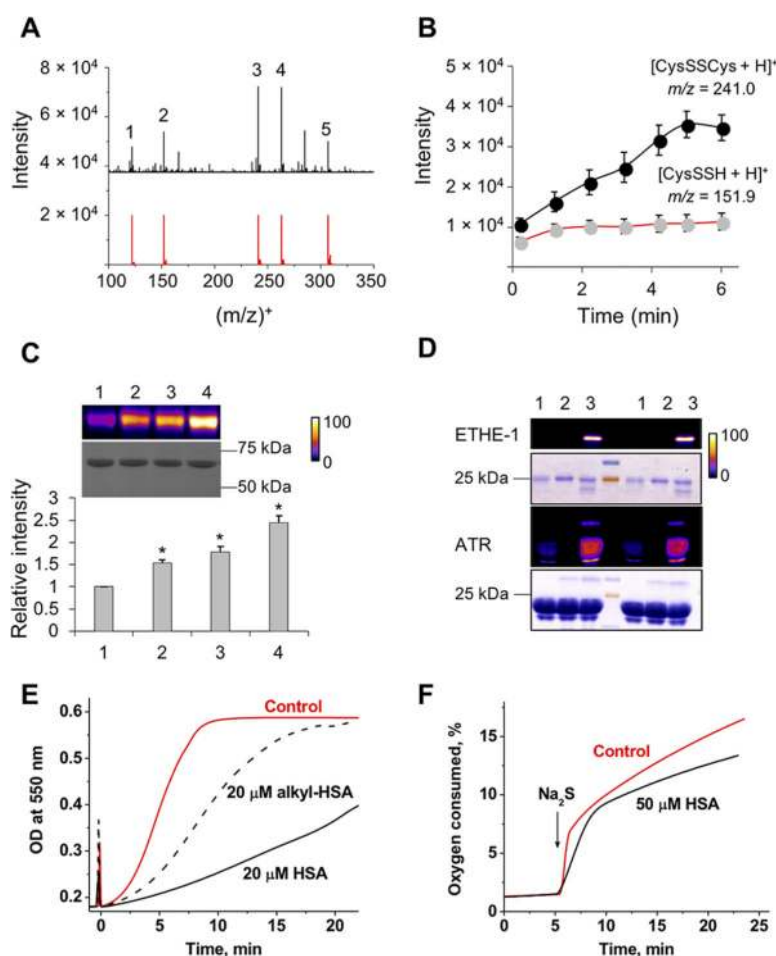 A
8 × 10⁴
6 × 10⁴
4 × 10⁴
2 × 10⁴
Intensity
1 2 3 4 5
100 150 200 250 300 350
(m/z)⁺
B
5 × 10⁴
4 × 10⁴
3 × 10⁴
2 × 10⁴
1 × 10⁴
Intensity
[CysSSCys + H]⁺
m/z = 241.0
[CysSSH + H]⁺
m/z = 151.9
0 2 4 6
Time (min)
C
1 2 3 4
100
0
75 kDa
50 kDa
Relative intensity
3
2.5
2
1.5
1
0.5
0
* * *
1 2 3 4
D
1 2 3 1 2 3
ETHE-1
100
0
25 kDa
ATR
25 kDa
E
Control
0.6
0.5
0.4
0.3
0.2
OD at 550 nm
20 µM alkyl-HSA
20 µM HSA
0 5 10 15 20
Time, min
F
Control
Na₂S
50 µM HSA
15
10
5
0
Oxygen consumed, %
0 5 10 15 20 25
Time, min